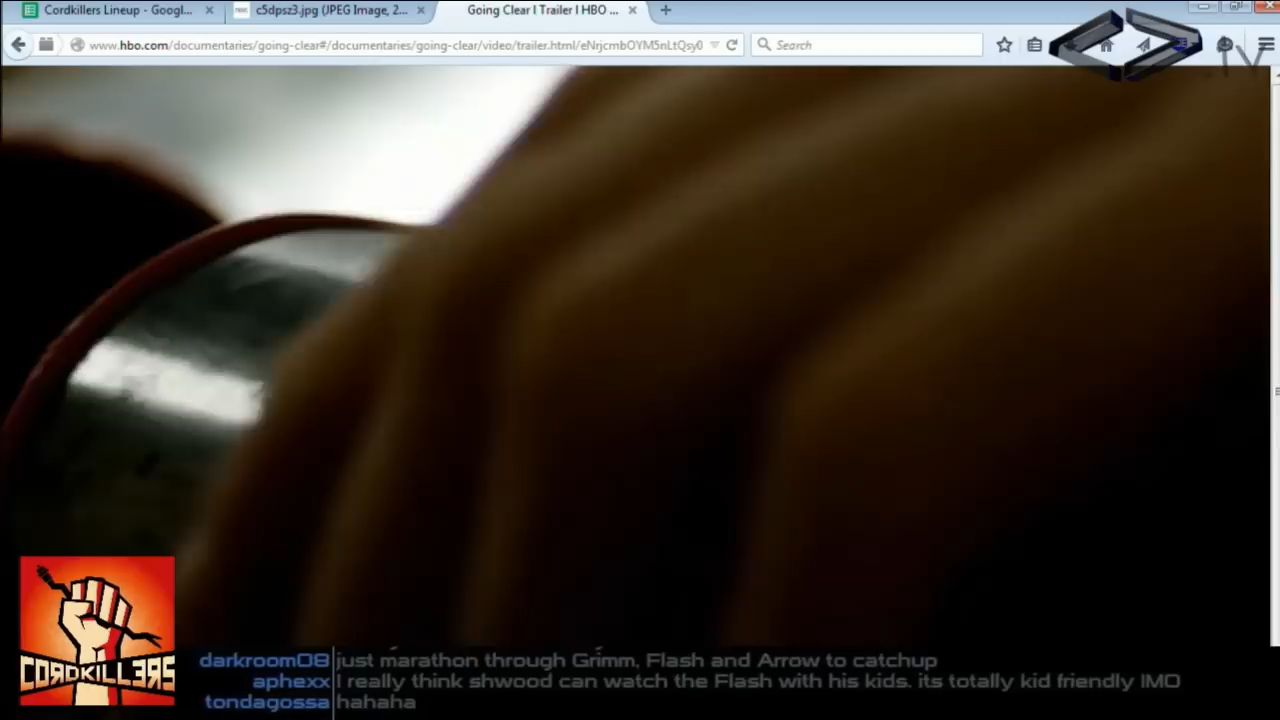 Cordkillers Lineup - Googl...
c5dpsz3.jpg (JPEG Image, 2...
Going Clear | Trailer | HBO ...
www.hbo.com/documentaries/going-clear#/documentaries/going-clear/video/trailer.html/eNrjcmbOYM5nLtQsy0
Search
.TV
CORDKILLERS
darkroom08 just marathon through Grimm, Flash and Arrow to catchup
aphexx I really think shwood can watch the Flash with his kids. its totally kid friendly IMO
tondagossa hahaha